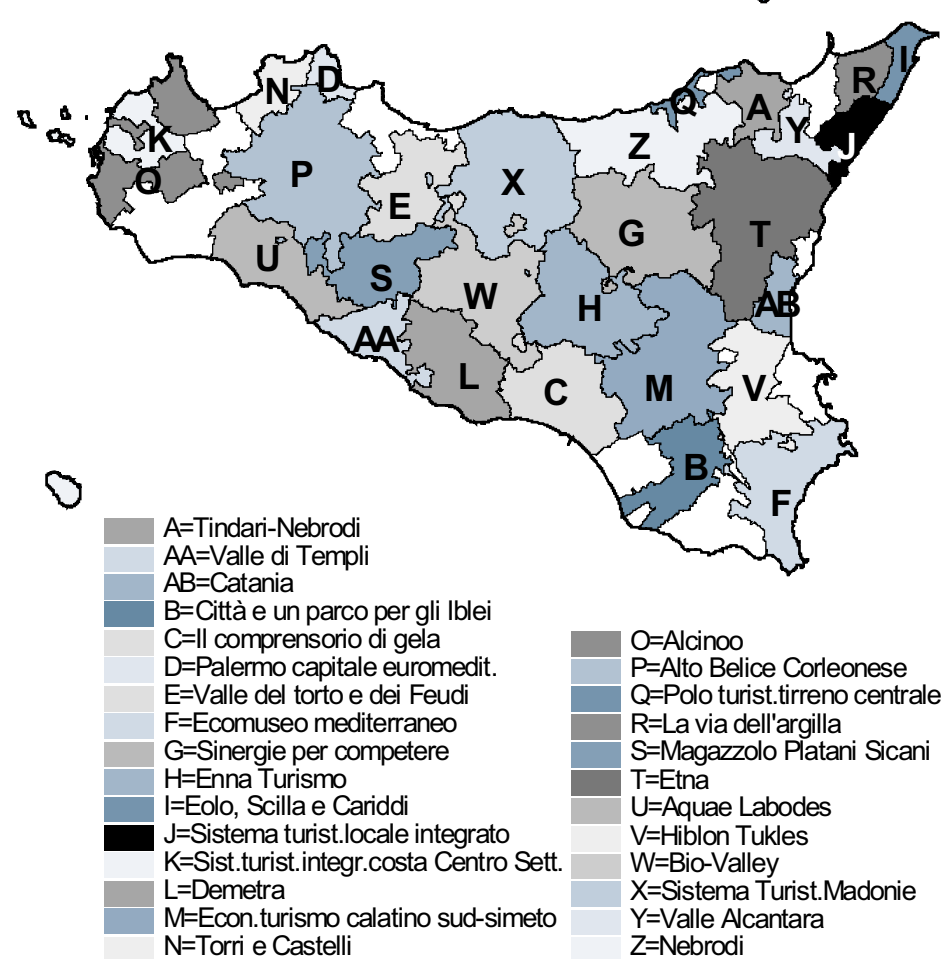 I
N
D
R
Q
A
Y
K
Z
J
P
X
O
E
G
T
U
S
W
H
AB
AA
L
C
M
V
B
F
A=Tindari-Nebrodi
AA=Valle di Templi
AB=Catania
B=Città e un parco per gli Iblei
C=Il comprensorio di gela
D=Palermo capitale euromedit.
E=Valle del torto e dei Feudi
F=Ecomuseo mediterraneo
G=Sinergie per competere
H=Enna Turismo
I=Eolo, Scilla e Cariddi
J=Sistema turist.locale integrato
K=Sist.turist.integr.costa Centro Sett.
L=Demetra
M=Econ.turismo calatino sud-simeto
N=Torri e Castelli
O=Alcinoo
P=Alto Belice Corleonese
Q=Polo turist.tirreno centrale
R=La via dell'argilla
S=Magazzolo Platani Sicani
T=Etna
U=Aquae Labodes
V=Hiblon Tukles
W=Bio-Valley
X=Sistema Turist.Madonie
Y=Valle Alcantara
Z=Nebrodi